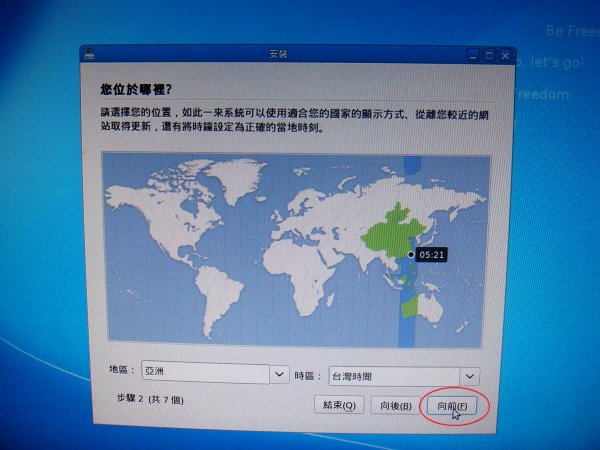 Be Free
安裝
, let's go!
freedom.
您位於哪裡?
請選擇您的位置，如此一來系統可以使用適合您的國家的顯示方式、從離您較近的網
站取得更新，還有將時鐘設定為正確的當地時刻。
05:21
地區： 亞洲 時區： 台灣時間
步驟 2 (共 7 個) 結束(Q) 向後(B) 向前(F)